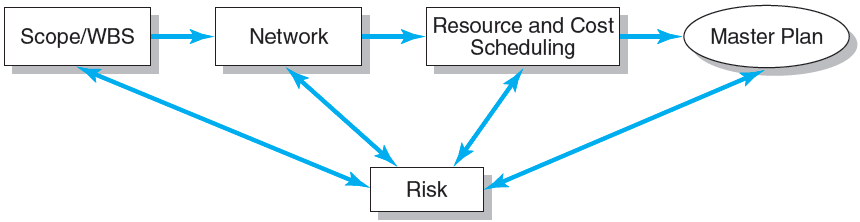 Scope/WBS
Network
Resource and Cost
Scheduling
Master Plan
Risk